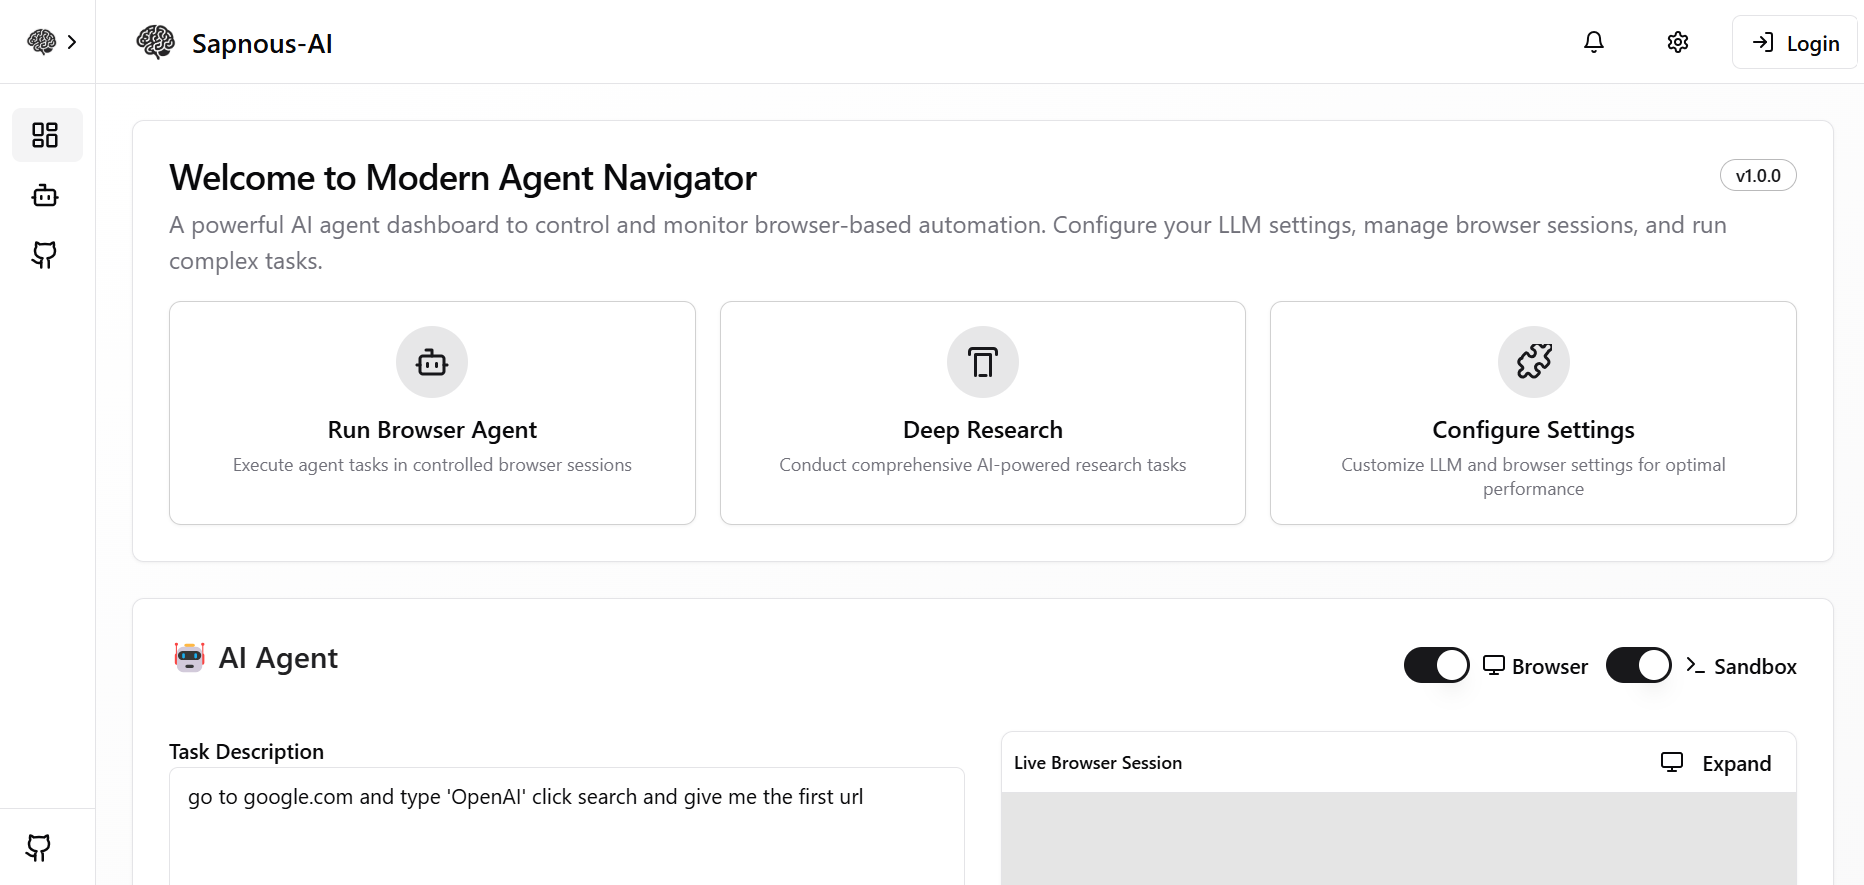 Sapnous-AI
Login
Welcome to Modern Agent Navigator
v1.0.0
A powerful AI agent dashboard to control and monitor browser-based automation. Configure your LLM settings, manage browser sessions, and run
complex tasks.
Run Browser Agent
Execute agent tasks in controlled browser sessions
Deep Research
Conduct comprehensive AI-powered research tasks
Configure Settings
Customize LLM and browser settings for optimal
performance
AI Agent
Browser
Sandbox
Task Description
go to google.com and type 'OpenAI' click search and give me the first url
Live Browser Session
Expand